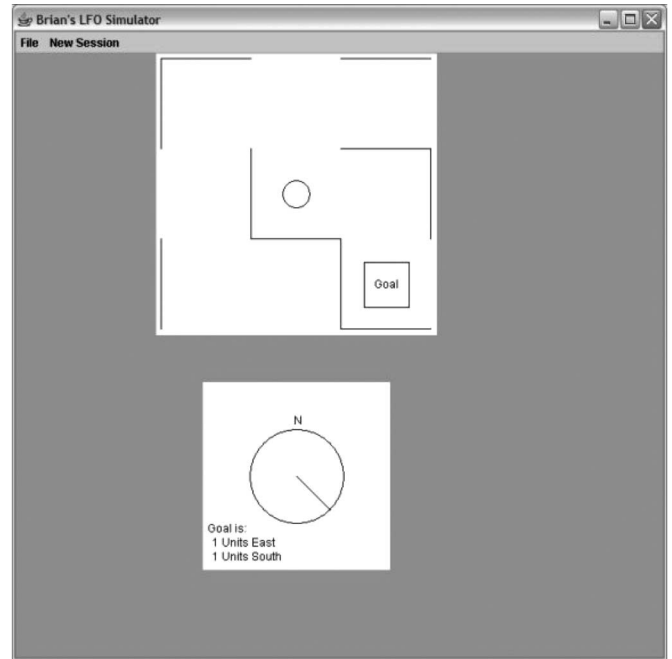 Brian's LFO Simulator
File New Session
Goal
N
Goal is:
1 Units East
1 Units South